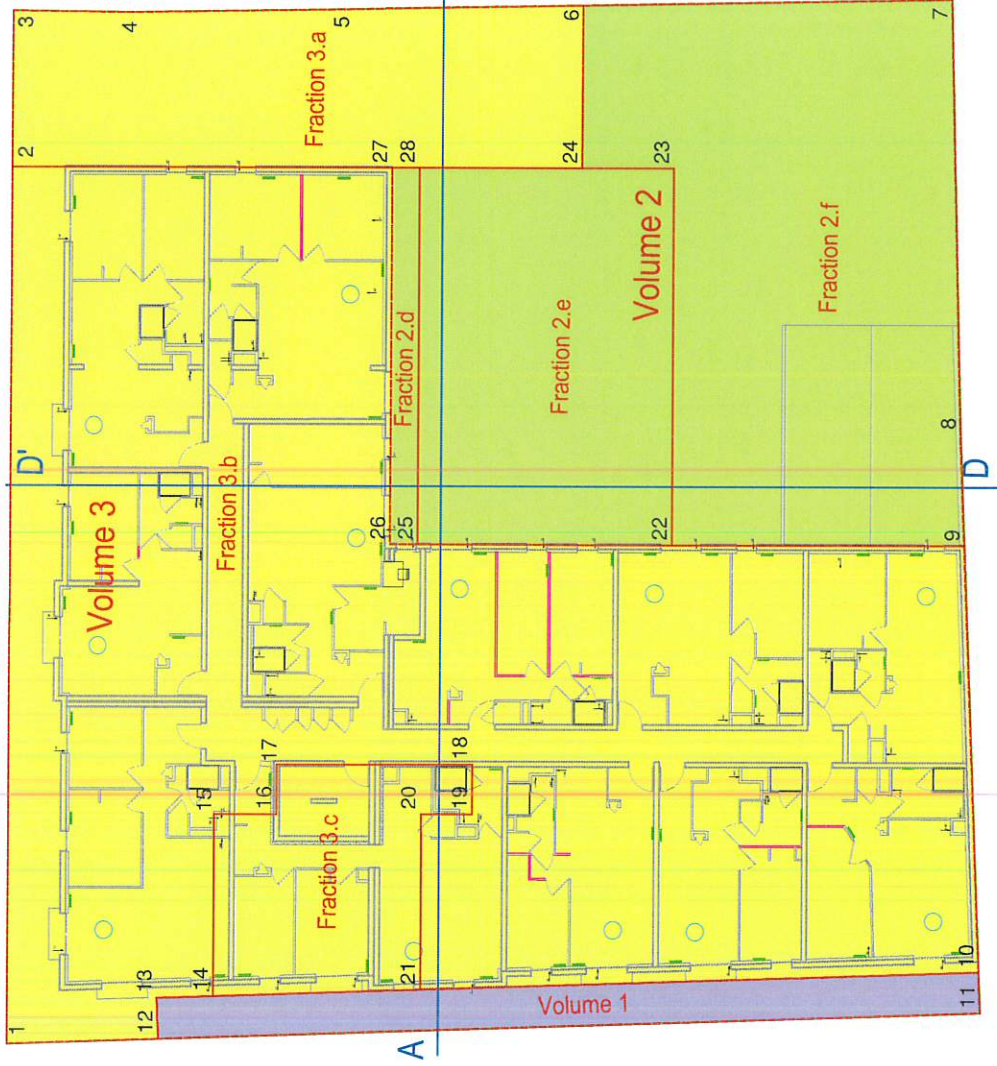 1
2
3
4
5
6
7
D'
Volume 3
Fraction 3.a
Fraction 3.b
27
28
24
23
Fraction 2.d
26
25
Fraction 2.e
Volume 2
Fraction 2.f
22
8
9
D
17
16
15
18
20
19
Fraction 3.c
14
13
12
21
A
Volume 1
10
11